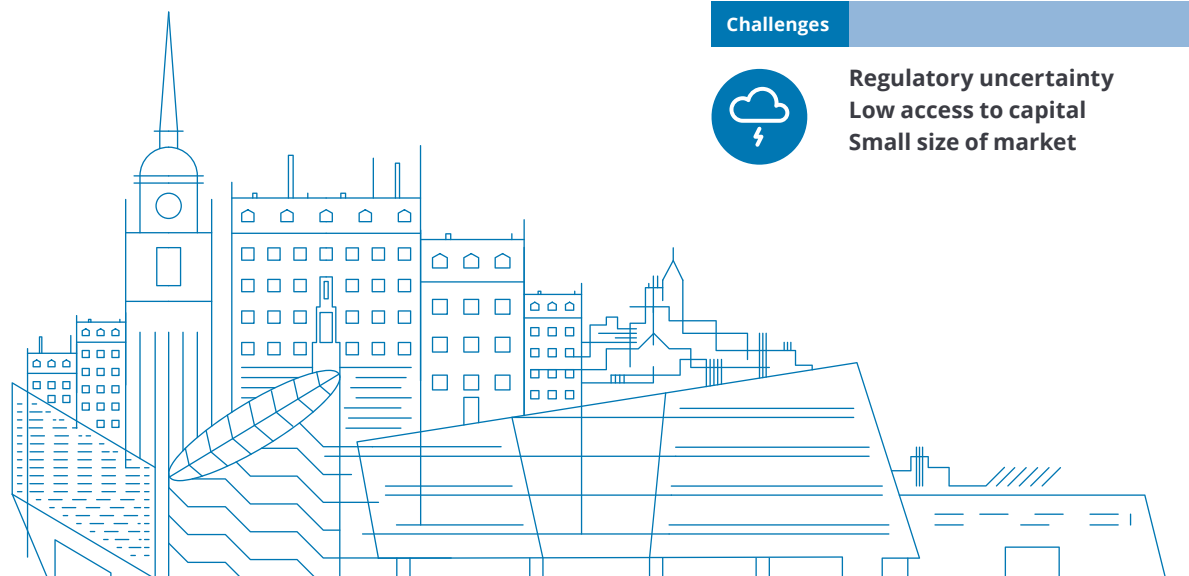 Challenges
Regulatory uncertainty
Low access to capital
Small size of market